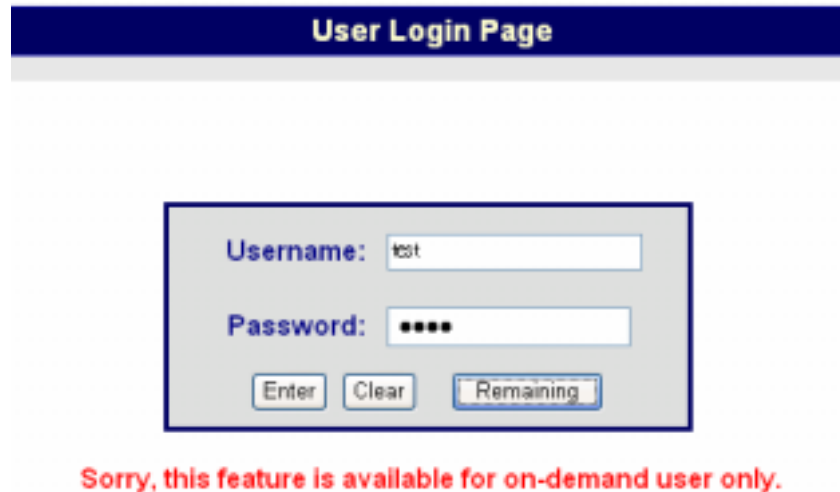 User Login Page
Username: test
Password: ••••
Enter Clear Remaining
Sorry, this feature is available for on-demand user only.